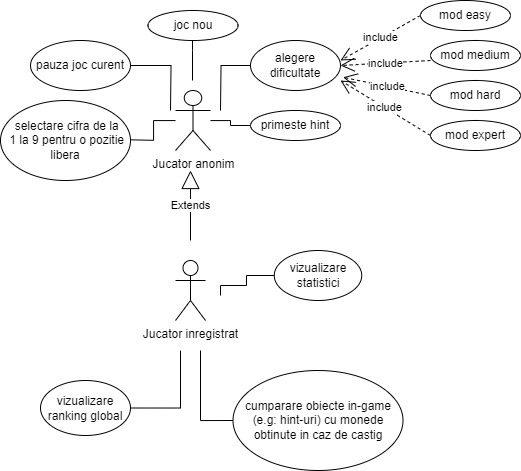 joc nou
mod easy
include
pauza joc curent
alegere
dificultate
include
mod medium
include
mod hard
include
selectare cifra de la
1 la 9 pentru o pozitie
libera
primeste hint
mod expert
Jucator anonim
Extends
vizualizare
statistici
Jucator inregistrat
vizualizare
ranking global
cumparare obiecte in-game
(e.g: hint-uri) cu monede
obtinute in caz de castig